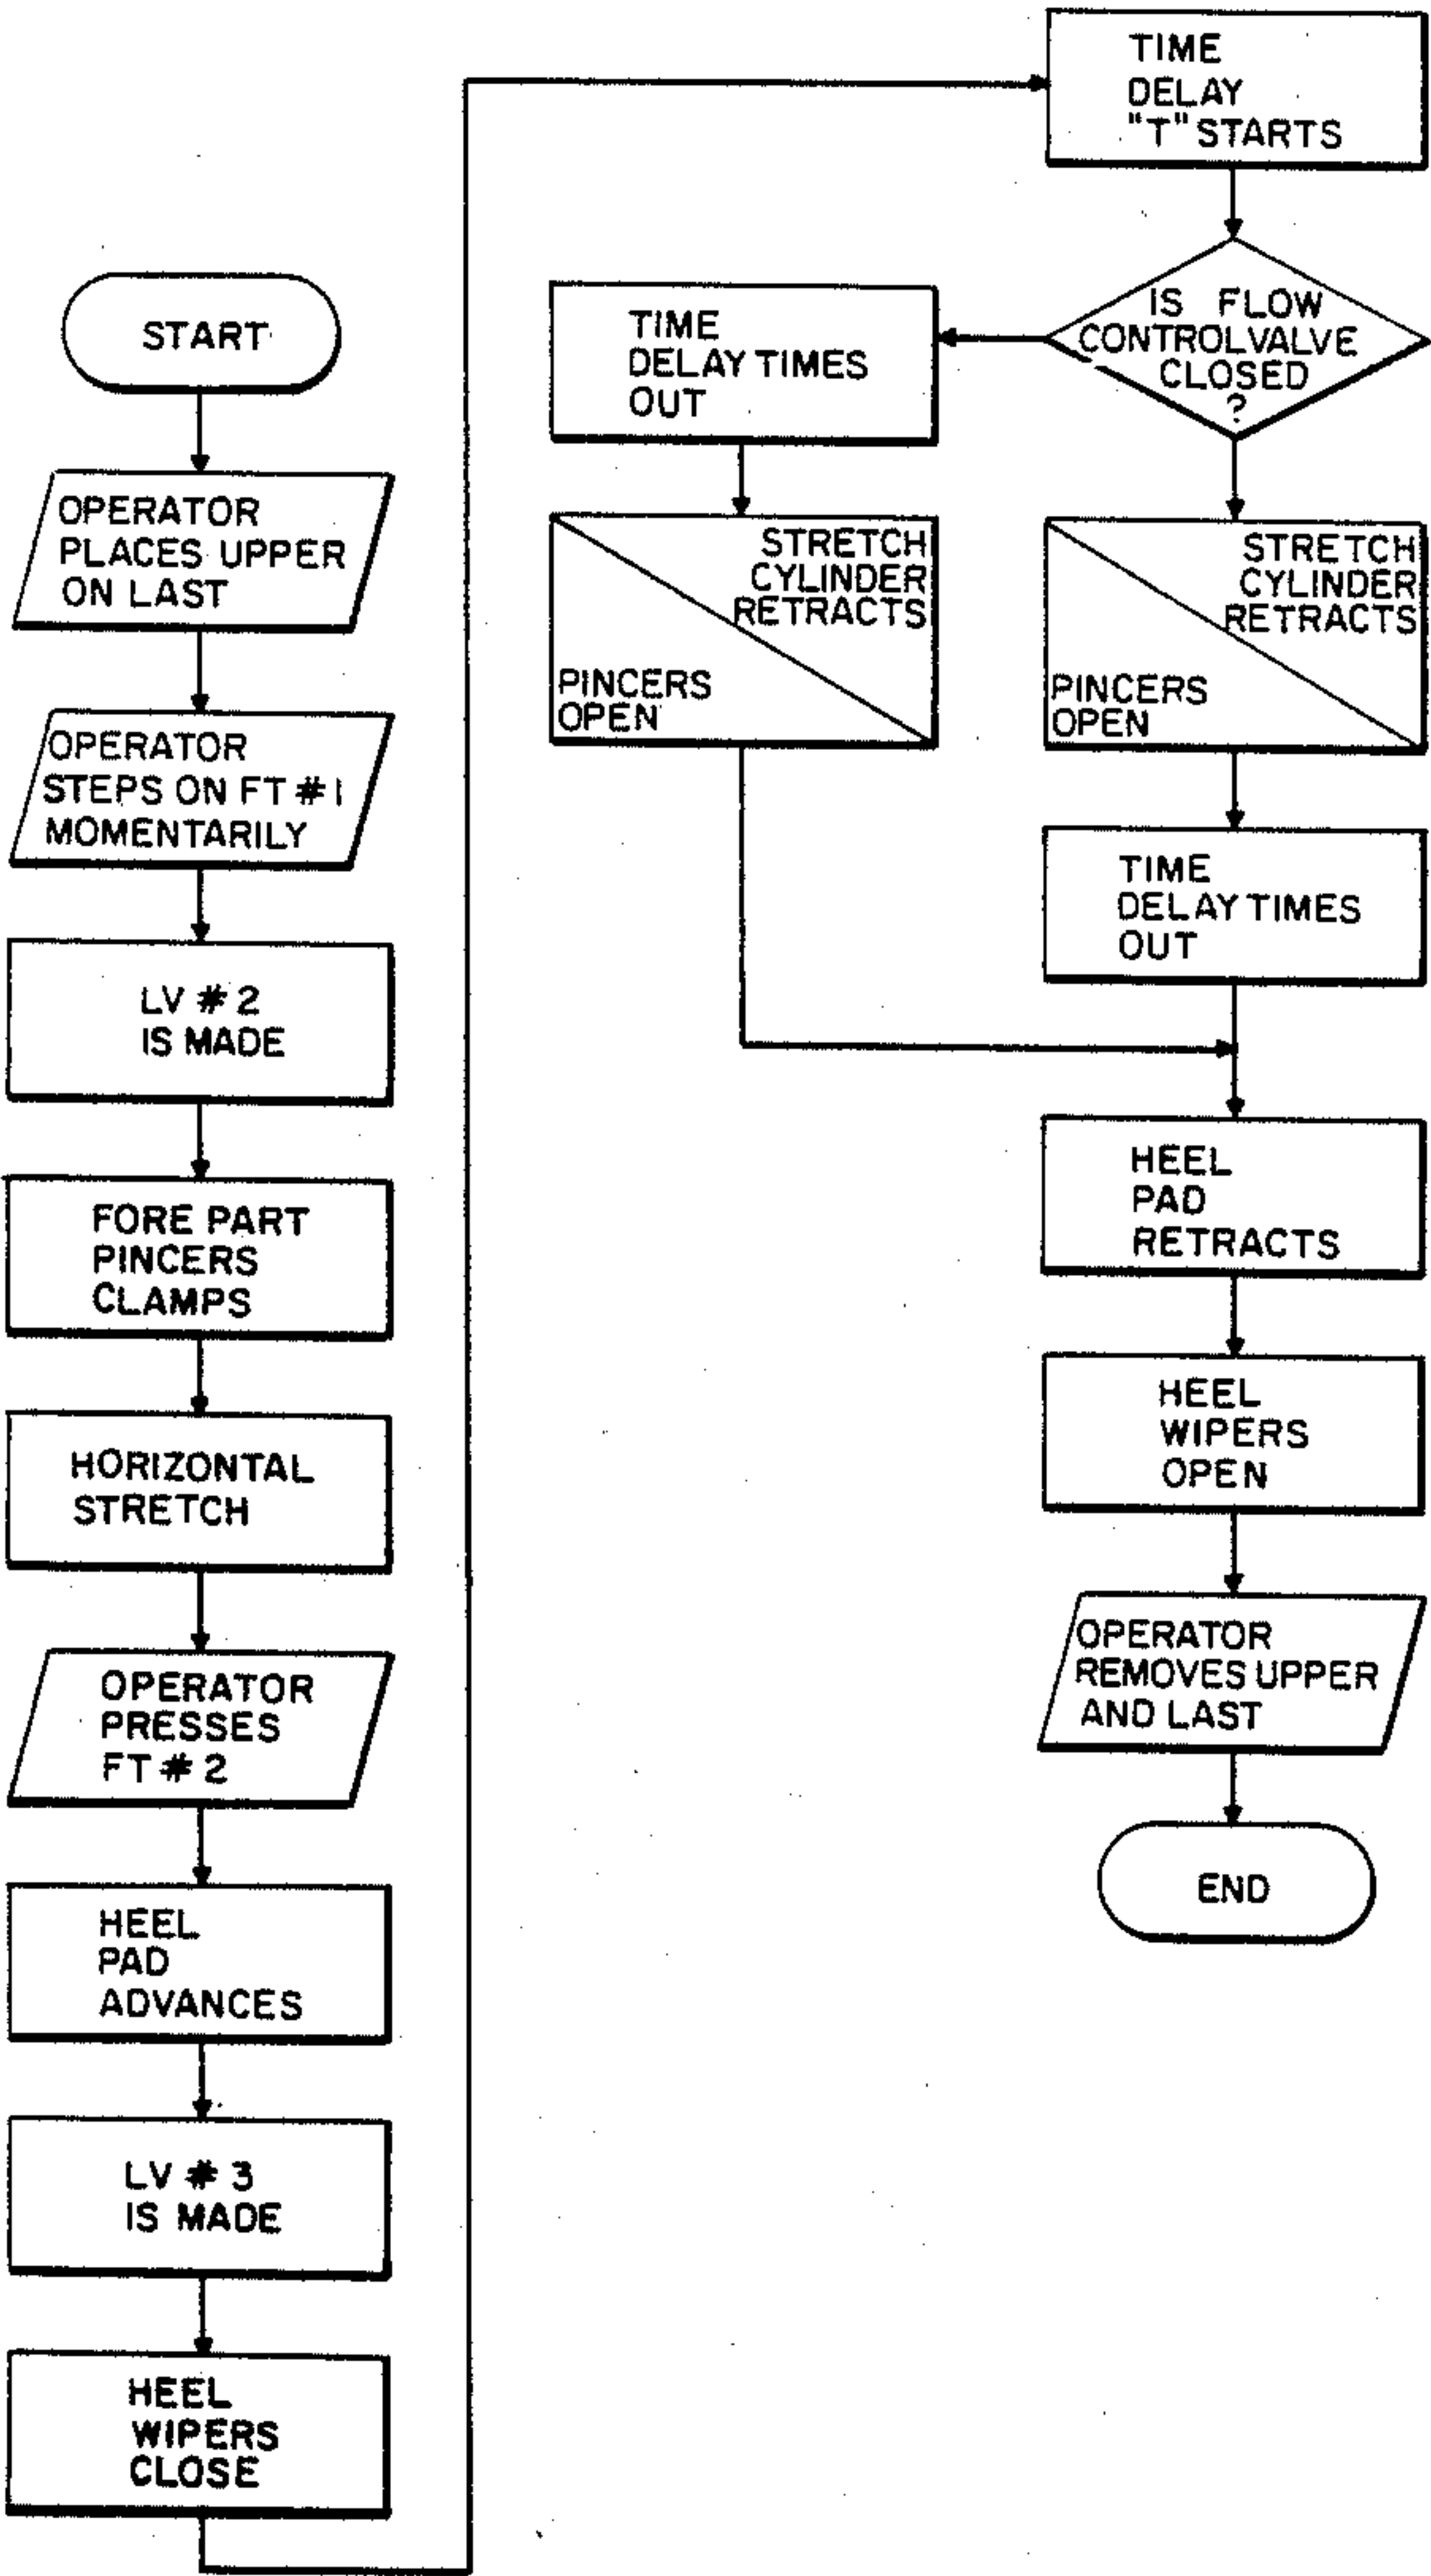 START
OPERATOR
PLACES UPPER
ON LAST
OPERATOR
STEPS ON FT #1
MOMENTARILY
LV #2
IS MADE
FORE PART
PINCERS
CLAMPS
HORIZONTAL
STRETCH
OPERATOR
PRESSES
FT #2
HEEL
PAD
ADVANCES
LV #3
IS MADE
HEEL
WIPERS
CLOSE
TIME
DELAY
"T" STARTS
IS FLOW
CONTROLVALVE
CLOSED
?
TIME
DELAY TIMES
OUT
STRETCH
CYLINDER
RETRACTS
PINCERS
OPEN
STRETCH
CYLINDER
RETRACTS
PINCERS
OPEN
TIME
DELAY TIMES
OUT
HEEL
PAD
RETRACTS
HEEL
WIPERS
OPEN
OPERATOR
REMOVES UPPER
AND LAST
END